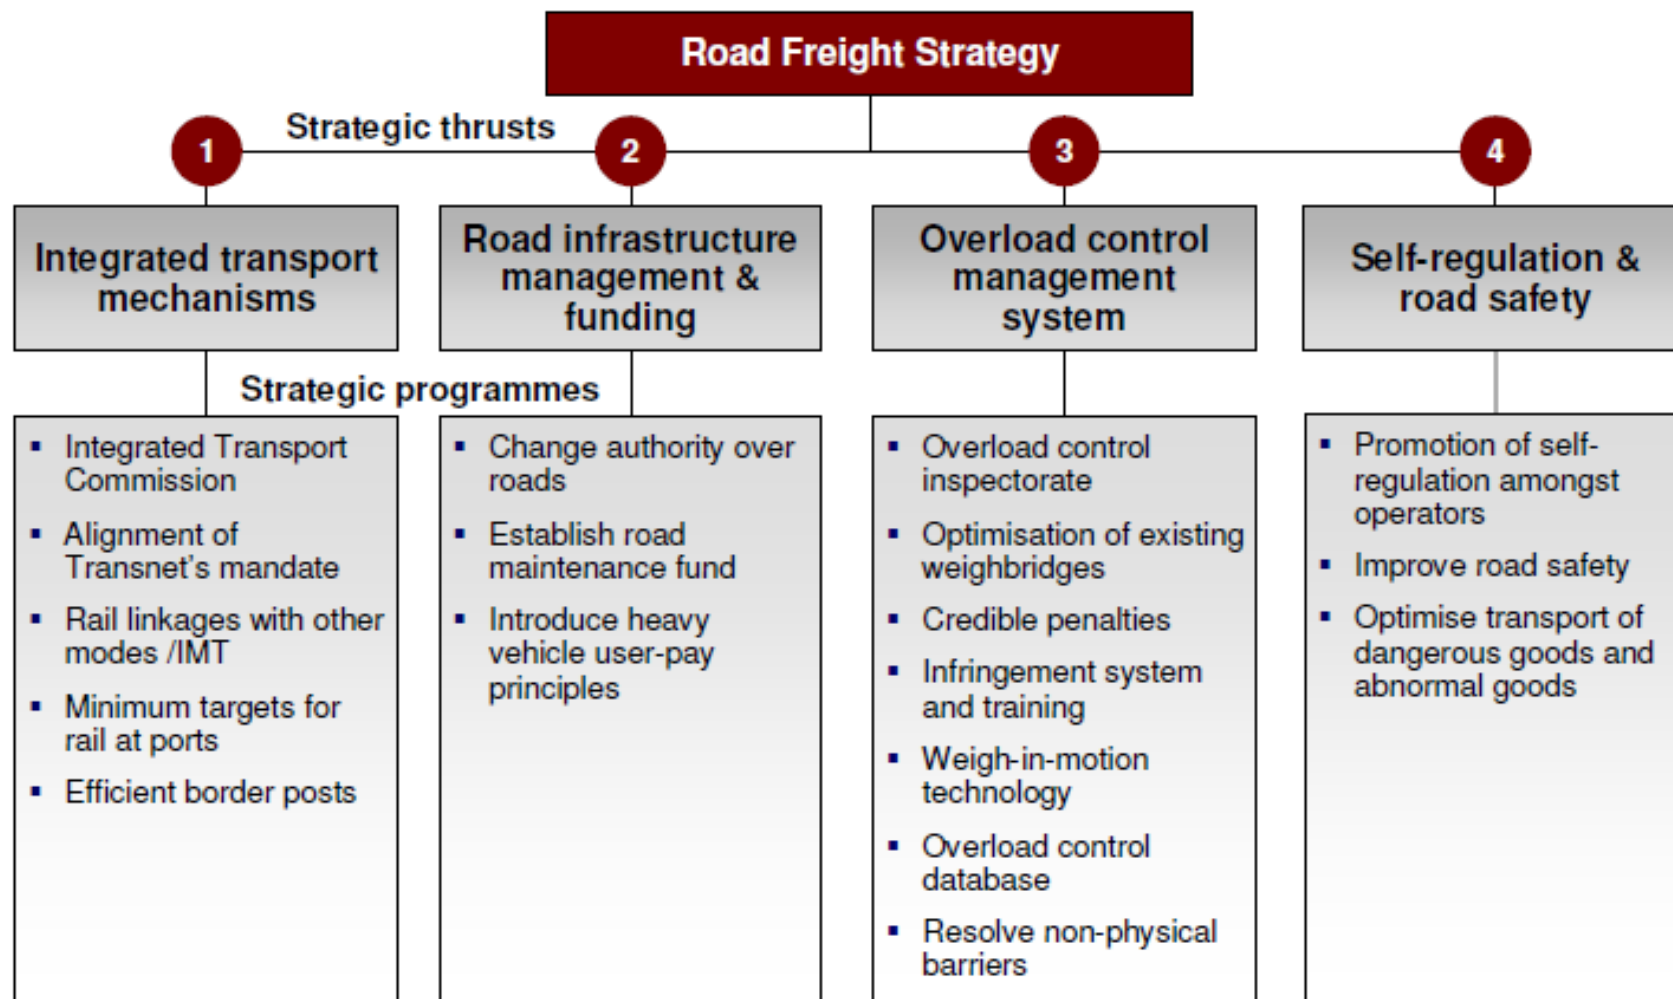 Road Freight Strategy
Strategic thrusts
1
2
3
4
Integrated transport
mechanisms
Road infrastructure
management &
funding
Overload control
management
system
Self-regulation &
road safety
Strategic programmes
▪ Integrated Transport
Commission
▪ Alignment of
Transnet's mandate
▪ Rail linkages with other
modes /IMT
▪ Minimum targets for
rail at ports
▪ Efficient border posts
▪ Change authority over
roads
▪ Establish road
maintenance fund
▪ Introduce heavy
vehicle user-pay
principles
▪ Overload control
inspectorate
▪ Optimisation of existing
weighbridges
▪ Credible penalties
▪ Infringement system
and training
▪ Weigh-in-motion
technology
▪ Overload control
database
▪ Resolve non-physical
barriers
▪ Promotion of self-
regulation amongst
operators
▪ Improve road safety
▪ Optimise transport of
dangerous goods and
abnormal goods